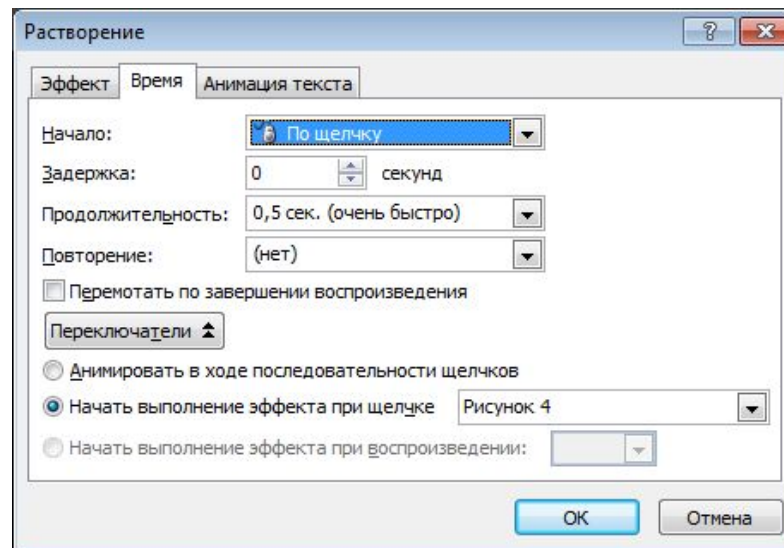 Растворение
Эффект Время Анимация текста
Начало: По щелчку
Задержка: 0 секунд
Продолжительность: 0,5 сек. (очень быстро)
Повторение: (нет)
Перемотать по завершении воспроизведения
Переключатели
Анимировать в ходе последовательности щелчков
Начать выполнение эффекта при щелчке Рисунок 4
Начать выполнение эффекта при воспроизведении:
ОК Отмена